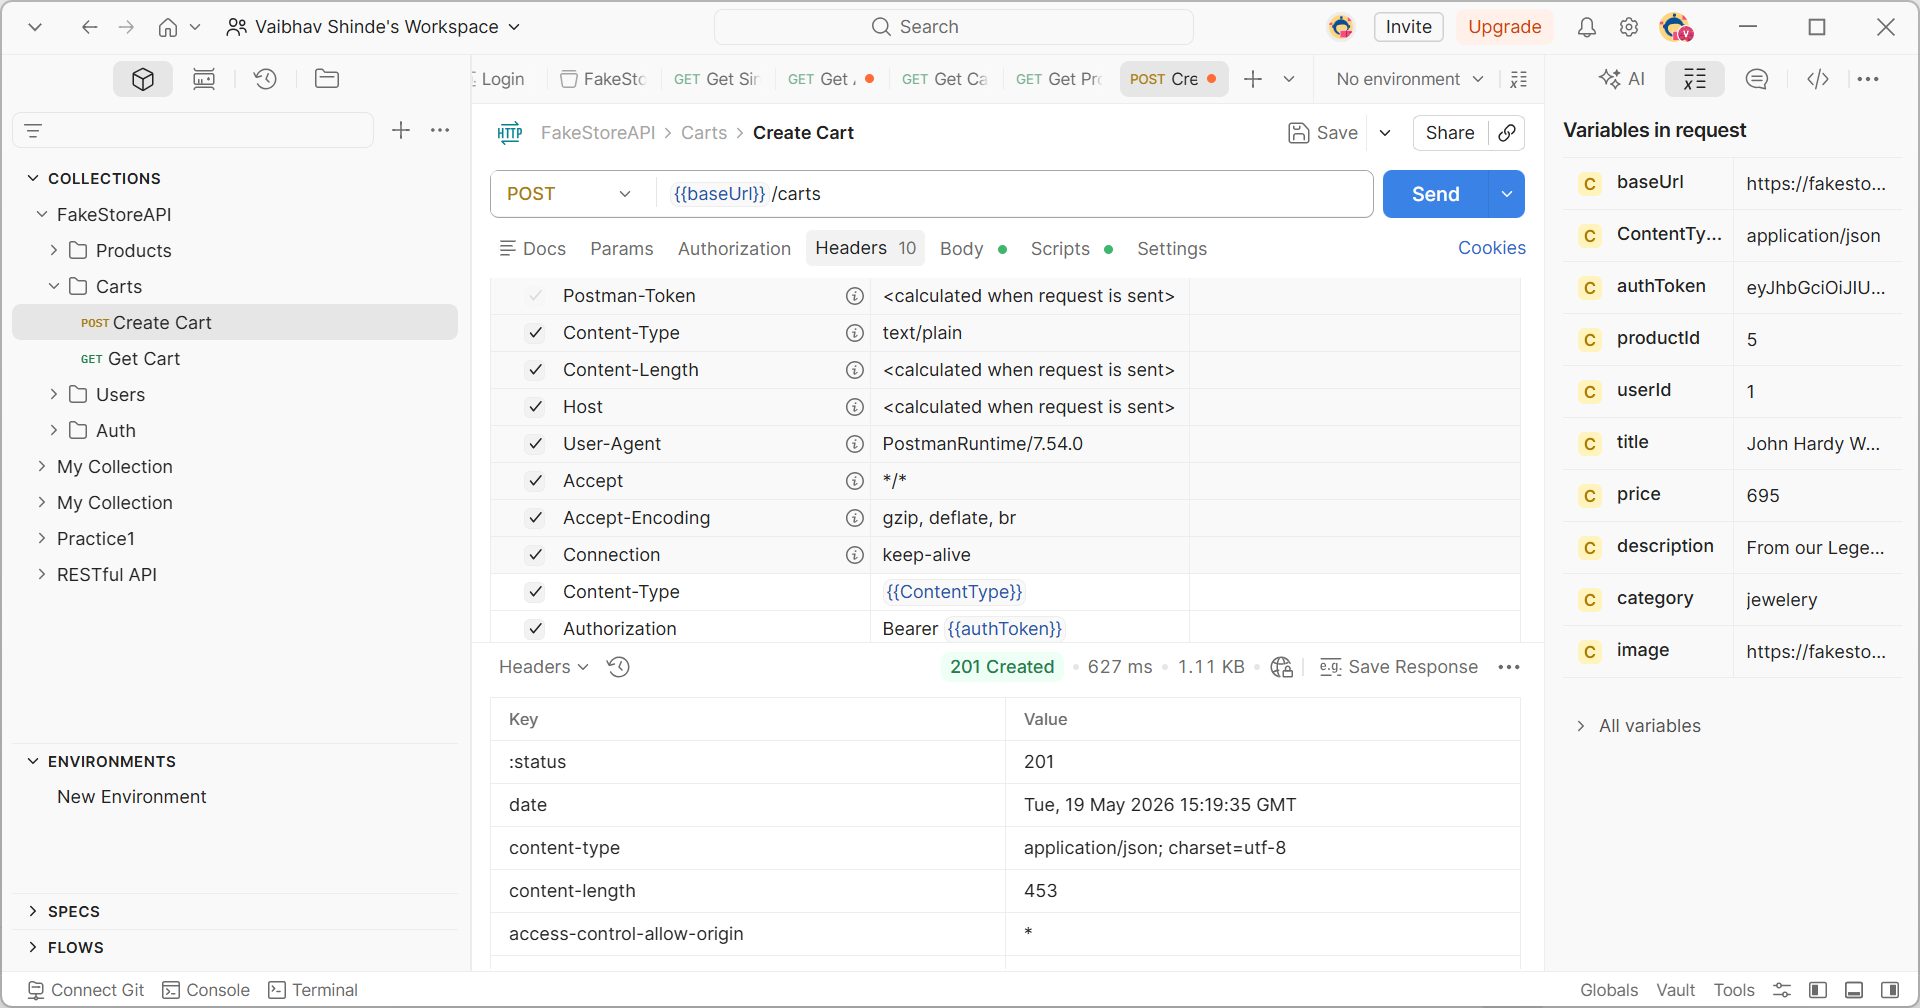 Vaibhav Shinde's Workspace
Search
Invite
Upgrade
V
Login
FakeSto
GET Get Sin
GET Get
GET Get Ca
GET Get Pro
POST Cre
No environment
AI
COLLECTIONS
FakeStoreAPI
Products
Carts
POST Create Cart
GET Get Cart
Users
Auth
My Collection
My Collection
Practice1
RESTful API
ENVIRONMENTS
New Environment
SPECS
FLOWS
HTTP FakeStoreAPI > Carts > Create Cart
Save
Share
POST
{{baseUrl}} /carts
Send
Docs Params Authorization Headers 10 Body Scripts Settings
Cookies
Postman-Token <calculated when request is sent>
Content-Type text/plain
Content-Length <calculated when request is sent>
Host <calculated when request is sent>
User-Agent PostmanRuntime/7.54.0
Accept */*
Accept-Encoding gzip, deflate, br
Connection keep-alive
Content-Type {{ContentType}}
Authorization Bearer {{authToken}}
Headers
201 Created • 627 ms • 1.11 KB •
e.g. Save Response
Key Value
:status 201
date Tue, 19 May 2026 15:19:35 GMT
content-type application/json; charset=utf-8
content-length 453
access-control-allow-origin *
Variables in request
C baseUrl https://fakesto...
C ContentTy... application/json
C authToken eyJhbGciOiJIU...
C productId 5
C userId 1
C title John Hardy W...
C price 695
C description From our Lege...
C category jewelery
C image https://fakesto...
All variables
Connect Git Console Terminal
Globals Vault Tools